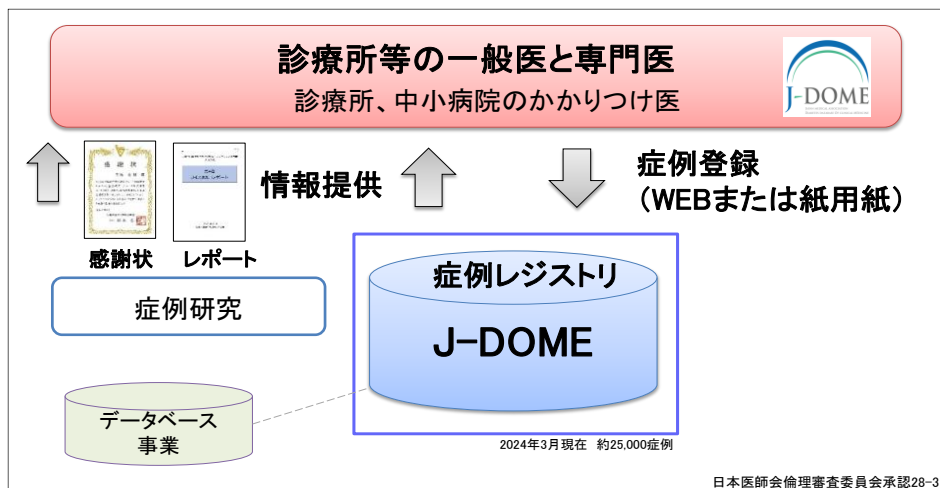 診療所等の一般医と専門医
診療所、中小病院のかかりつけ医
J-DOME
感謝状
情報提供
症例登録
（WEBまたは紙用紙）
感謝状
レポート
症例研究
症例レジストリ
J-DOME
データベース
事業
2024年3月現在 約25,000症例
日本医師会倫理審査委員会承認28-3